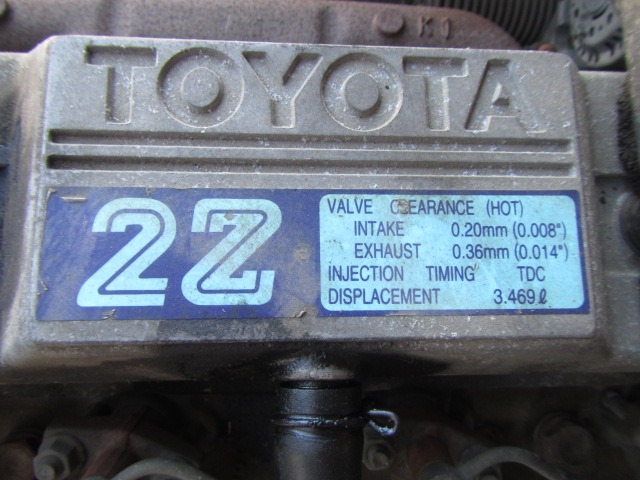 K1
TOYOTA
2Z
VALVE CLEARANCE (HOT)
INTAKE 0.20mm (0.008")
EXHAUST 0.36mm (0.014")
INJECTION TIMING TDC
DISPLACEMENT 3.469ℓ